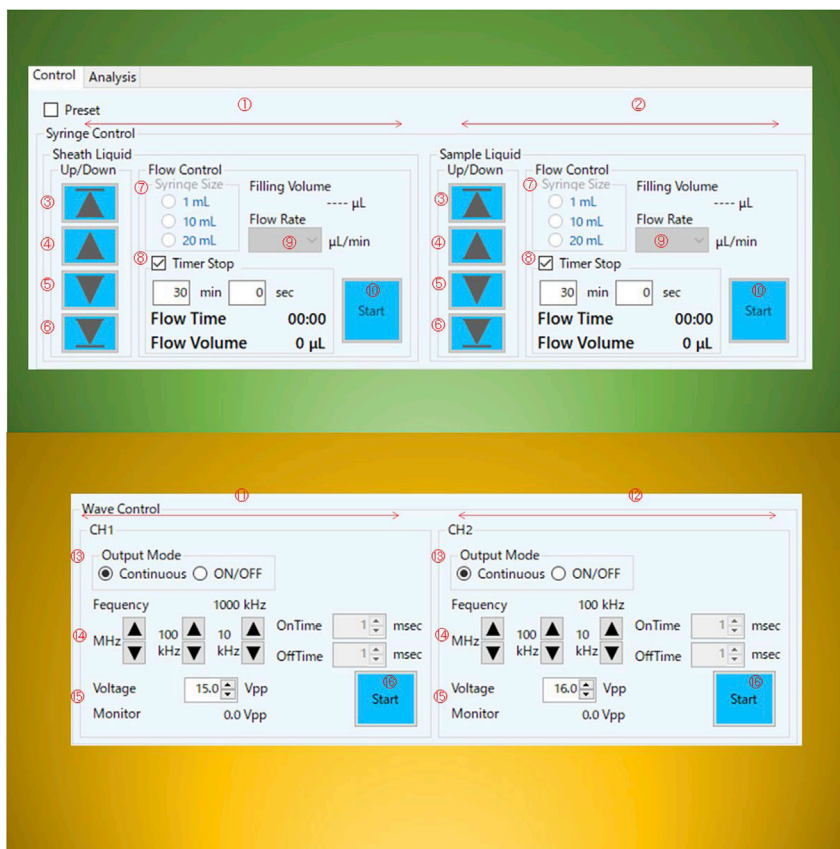 Control Analysis
Preset ① ②
Syringe Control
Sheath Liquid
Up/Down
③
④
⑤
⑥
Flow Control
⑦ Syringe Size
1 mL
10 mL
20 mL
Filling Volume
---- µL
Flow Rate
⑨ µL/min
⑧ Timer Stop
30 min 0 sec
Flow Time 00:00
Flow Volume 0 µL
⑩
Start
Sample Liquid
Up/Down
③
④
⑤
⑥
Flow Control
⑦ Syringe Size
1 mL
10 mL
20 mL
Filling Volume
---- µL
Flow Rate
⑨ µL/min
⑧ Timer Stop
30 min 0 sec
Flow Time 00:00
Flow Volume 0 µL
⑩
Start
⑪ ⑫
Wave Control
CH1
⑬ Output Mode
Continuous ON/OFF
Fequency 1000 kHz
⑭ MHz 100 kHz 10 kHz
OnTime 1 msec
OffTime 1 msec
⑮ Voltage 15.0 Vpp
Monitor 0.0 Vpp
⑯
Start
CH2
⑬ Output Mode
Continuous ON/OFF
Fequency 100 kHz
⑭ MHz 100 kHz 10 kHz
OnTime 1 msec
OffTime 1 msec
⑮ Voltage 16.0 Vpp
Monitor 0.0 Vpp
⑯
Start